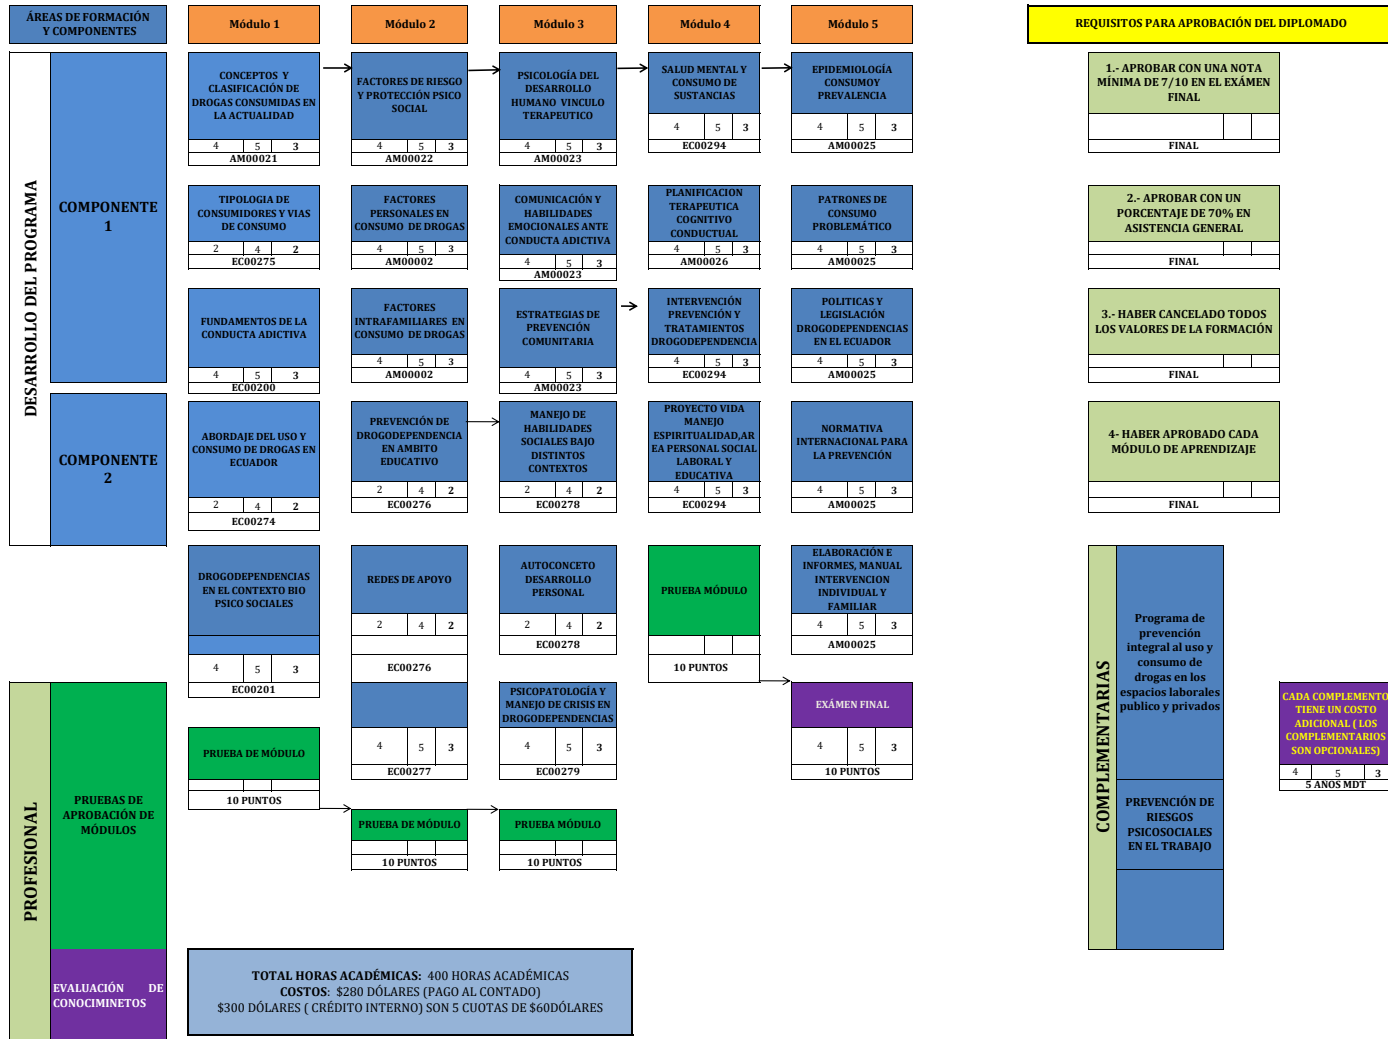 ÁREAS DE FORMACIÓN
Y COMPONENTES
Módulo 1
Módulo 2
Módulo 3
Módulo 4
Módulo 5
REQUISITOS PARA APROBACIÓN DEL DIPLOMADO
DESARROLLO DEL PROGRAMA
COMPONENTE
1
CONCEPTOS Y
CLASIFICACIÓN DE
DROGAS CONSUMIDAS EN
LA ACTUALIDAD
4 5 3
AM00021
FACTORES DE RIESGO
Y PROTECCIÓN PSICO
SOCIAL
4 5 3
AM00022
PSICOLOGÍA DEL
DESARROLLO
HUMANO VINCULO
TERAPEUTICO
4 5 3
AM00023
SALUD MENTAL Y
CONSUMO DE
SUSTANCIAS
4 5 3
EC00294
EPIDEMIOLOGÍA
CONSUMOY
PREVALENCIA
4 5 3
AM00025
1.- APROBAR CON UNA NOTA
MÍNIMA DE 7/10 EN EL EXÁMEN
FINAL
FINAL
TIPOLOGIA DE
CONSUMIDORES Y VIAS
DE CONSUMO
2 4 2
EC00275
FACTORES
PERSONALES EN
CONSUMO DE DROGAS
4 5 3
AM00002
COMUNICACIÓN Y
HABILIDADES
EMOCIONALES ANTE
CONDUCTA ADICTIVA
4 5 3
AM00023
PLANIFICACION
TERAPEUTICA
COGNITIVO
CONDUCTUAL
4 5 3
AM00026
PATRONES DE
CONSUMO
PROBLEMÁTICO
4 5 3
AM00025
2.- APROBAR CON UN
PORCENTAJE DE 70% EN
ASISTENCIA GENERAL
FINAL
FUNDAMENTOS DE LA
CONDUCTA ADICTIVA
4 5 3
EC00200
FACTORES
INTRAFAMILIARES EN
CONSUMO DE DROGAS
4 5 3
AM00002
ESTRATEGIAS DE
PREVENCIÓN
COMUNITARIA
4 5 3
AM00023
INTERVENCIÓN
PREVENCIÓN Y
TRATAMIENTOS
DROGODEPENDENCIA
4 5 3
EC00294
POLITICAS Y
LEGISLACIÓN
DROGODEPENDENCIAS
EN EL ECUADOR
4 5 3
AM00025
3.- HABER CANCELADO TODOS
LOS VALORES DE LA FORMACIÓN
FINAL
COMPONENTE
2
ABORDAJE DEL USO Y
CONSUMO DE DROGAS EN
ECUADOR
2 4 2
EC00274
PREVENCIÓN DE
DROGODEPENDENCIA
EN AMBITO
EDUCATIVO
2 4 2
EC00276
MANEJO DE
HABILIDADES
SOCIALES BAJO
DISTINTOS
CONTEXTOS
2 4 2
EC00278
PROYECTO VIDA
MANEJO
ESPIRITUALIDAD,AR
EA PERSONAL SOCIAL
LABORAL Y
EDUCATIVA
4 5 3
EC00294
NORMATIVA
INTERNACIONAL PARA
LA PREVENCIÓN
4 5 3
AM00025
4- HABER APROBADO CADA
MÓDULO DE APRENDIZAJE
FINAL
DROGODEPENDENCIAS
EN EL CONTEXTO BIO
PSICO SOCIALES
4 5 3
EC00201
REDES DE APOYO
2 4 2
EC00276
AUTOCONCETO
DESARROLLO
PERSONAL
2 4 2
EC00278
PRUEBA MÓDULO
10 PUNTOS
ELABORACIÓN E
INFORMES, MANUAL
INTERVENCION
INDIVIDUAL Y
FAMILIAR
4 5 3
AM00025
COMPLEMENTARIAS
Programa de
prevención
integral al uso y
consumo de
drogas en los
espacios laborales
publico y privados
PROFESIONAL
PRUEBAS DE
APROBACIÓN DE
MÓDULOS
PRUEBA DE MÓDULO
10 PUNTOS
4 5 3
EC00277
PSICOPATOLOGÍA Y
MANEJO DE CRISIS EN
DROGODEPENDENCIAS
4 5 3
EC00279
EXÁMEN FINAL
4 5 3
10 PUNTOS
CADA COMPLEMENTO
TIENE UN COSTO
ADICIONAL ( LOS
COMPLEMENTARIOS
SON OPCIONALES)
4 5 3
5 ANOS MDT
PRUEBA DE MÓDULO
10 PUNTOS
PRUEBA MÓDULO
10 PUNTOS
PREVENCIÓN DE
RIESGOS
PSICOSOCIALES
EN EL TRABAJO
EVALUACIÓN DE
CONOCIMINETOS
TOTAL HORAS ACADÉMICAS: 400 HORAS ACADÉMICAS
COSTOS: $280 DÓLARES (PAGO AL CONTADO)
$300 DÓLARES ( CRÉDITO INTERNO) SON 5 CUOTAS DE $60DÓLARES